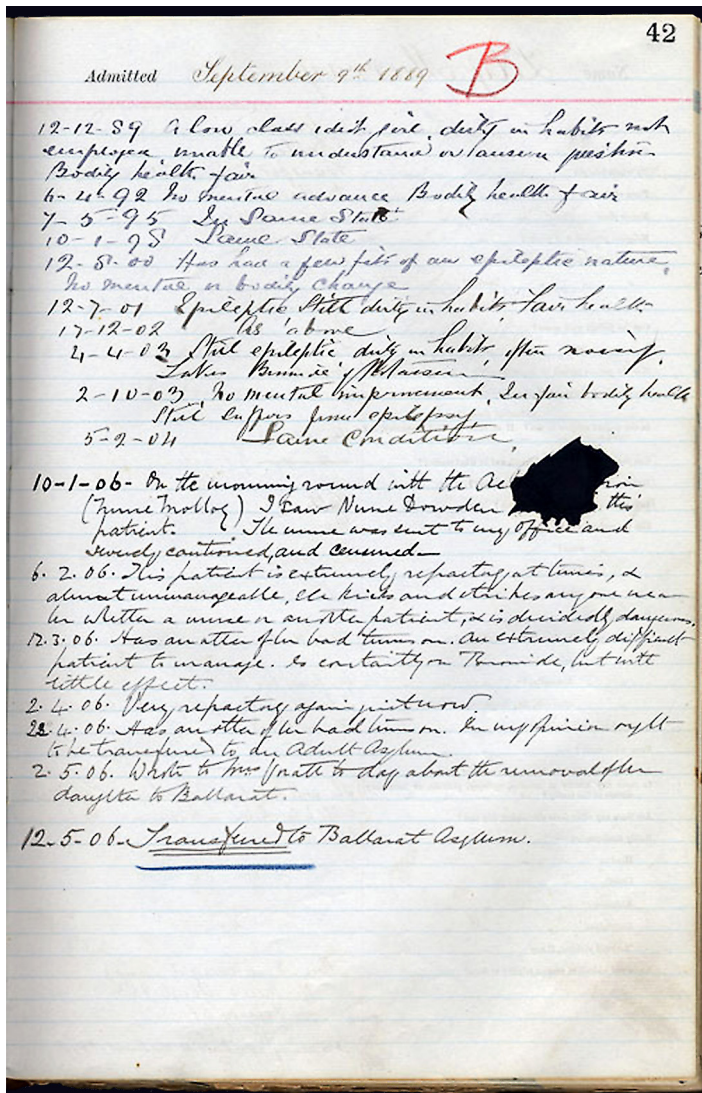 42
Admitted September 9th 1889 B
12-12-89 A low class idiot girl, dirty in habits not
employed unable to understand or answer question
Bodily health fair
6-4-92 No mental advance Bodily health fair
7-5-95 In Same State
10-1-98 Same State
12-5-00 Has had a few fits of an epileptic nature,
No mental or bodily change
12-7-01 Epileptic Still dirty in habits Fair health
17-12-02 As above
4-4-03 Still epileptic dirty in habits, often noisy,
Takes Bromide
2-10-03 No mental improvement, In fair bodily health
Still suffers from epilepsy
5-2-04 Same Condition
10-1-06- On the morning round with the
(Nurse Molloy) I saw Nurse Dowden this
patient. The nurse was sent to my office and
severely cautioned, and censured-
6.2.06. This patient is extremely refractory at times, &
almost unmanageable, she kicks and strikes anyone near
her whether a nurse or another patient, & is decidedly dangerous.
12.3.06. Has another of her bad turns on. An extremely difficult
patient to manage. Is constantly on Bromide, but with
little effect.
2.4.06. Very refractory again just now
22.4.06. Has another of her bad turns on. In my opinion ought
to be transferred to an Adult Asylum.
2.5.06. Wrote to Mrs to day about the removal of her
daughter to Ballarat.
12-5-06- Transferred to Ballarat Asylum.